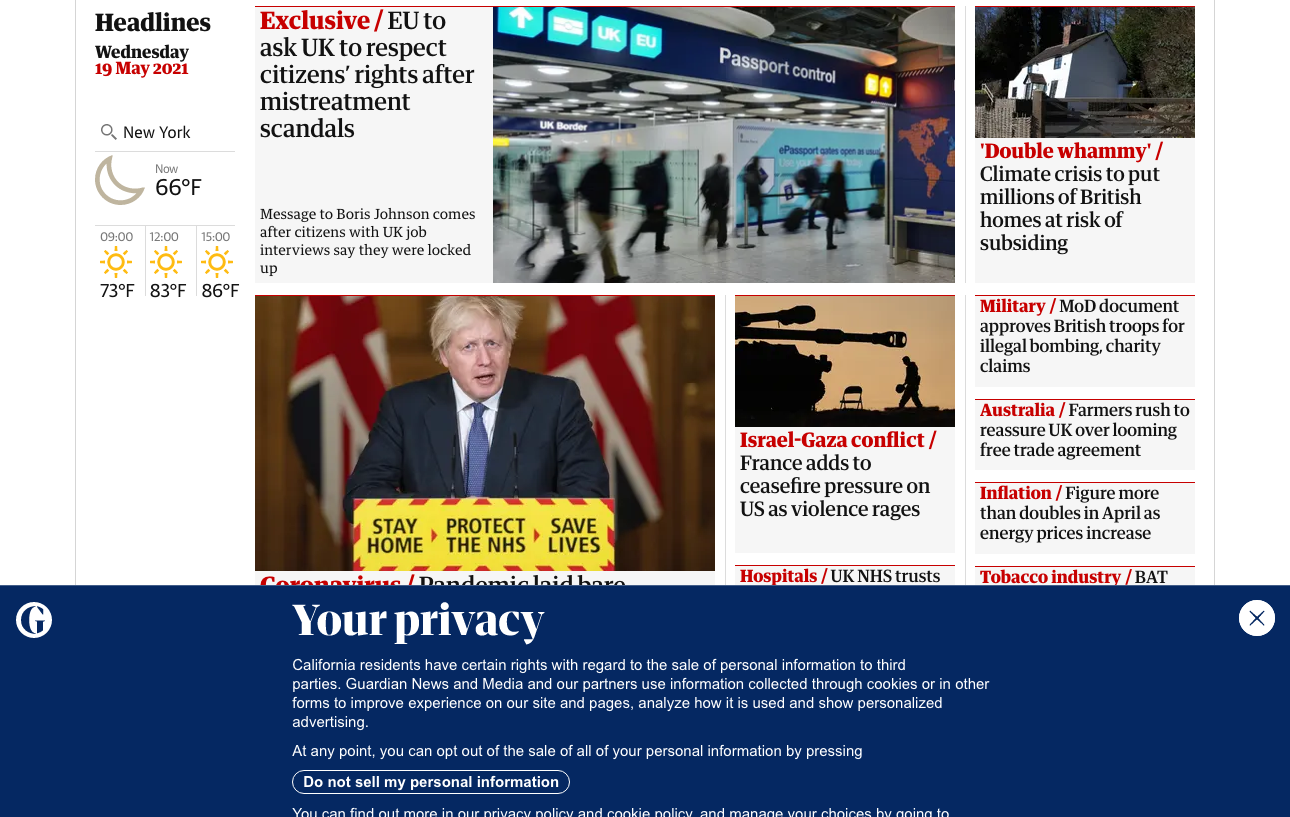 Headlines
Wednesday
19 May 2021
New York
Now
66°F
09:00
73°F
12:00
83°F
15:00
86°F
Exclusive / EU to
ask UK to respect
citizens’ rights after
mistreatment
scandals
Message to Boris Johnson comes
after citizens with UK job
interviews say they were locked
up
UK
EU
Passport control
UK Border
ePassport gates open as usual
'Double whammy' /
Climate crisis to put
millions of British
homes at risk of
subsiding
STAY HOME
PROTECT THE NHS
SAVE LIVES
Coronavirus / Pandemic laid bare
Israel-Gaza conflict /
France adds to
ceasefire pressure on
US as violence rages
Hospitals / UK NHS trusts
Military / MoD document
approves British troops for
illegal bombing, charity
claims
Australia / Farmers rush to
reassure UK over looming
free trade agreement
Inflation / Figure more
than doubles in April as
energy prices increase
Tobacco industry / BAT
G
Your privacy
California residents have certain rights with regard to the sale of personal information to third
parties. Guardian News and Media and our partners use information collected through cookies or in other
forms to improve experience on our site and pages, analyze how it is used and show personalized
advertising.
At any point, you can opt out of the sale of all of your personal information by pressing
Do not sell my personal information
You can find out more in our privacy policy and cookie policy, and manage your choices by going to